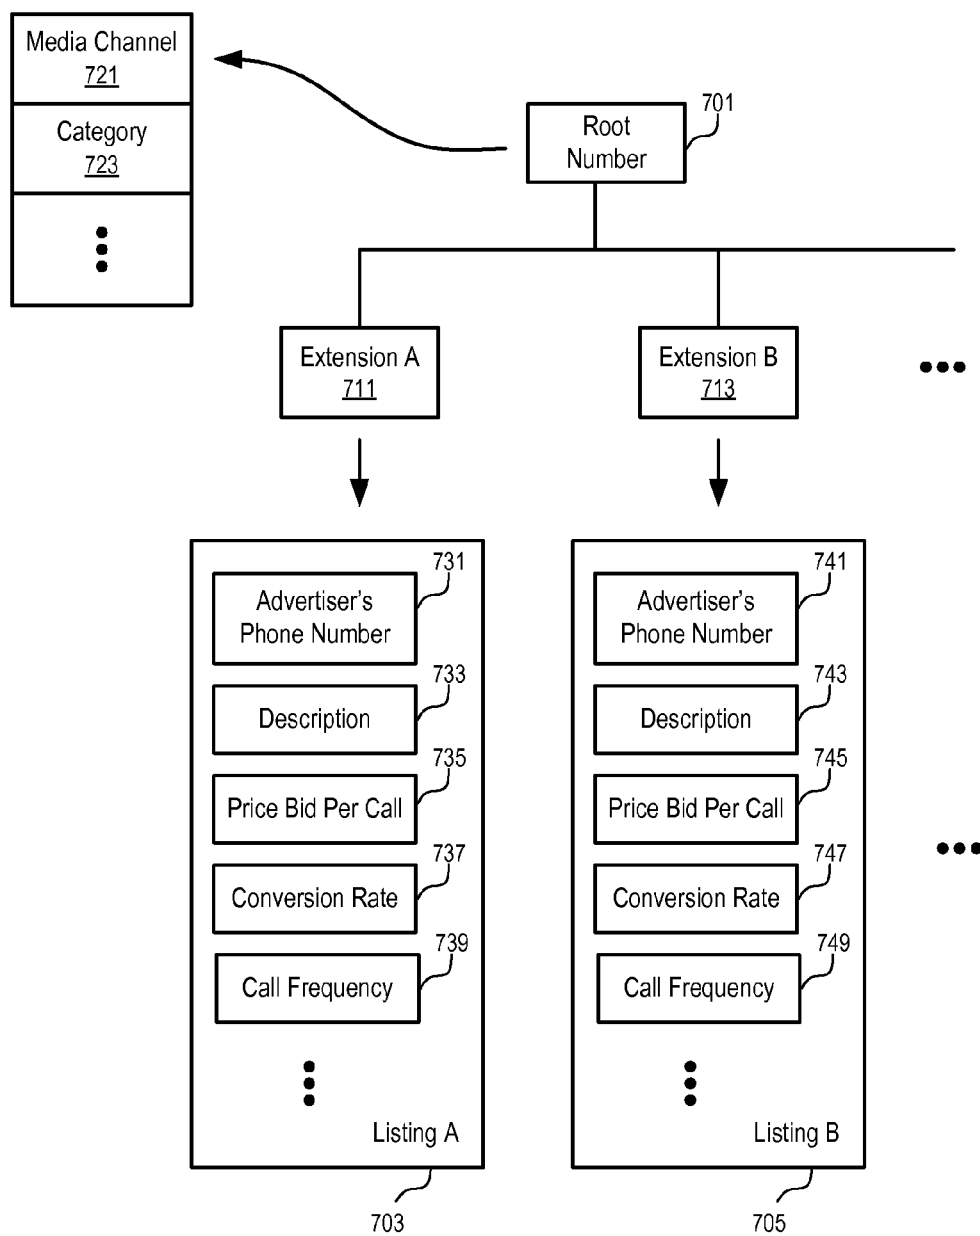 Media Channel
721
Category
723
701
Root
Number
Extension A
711
Extension B
713
731
Advertiser's
Phone Number
733
Description
735
Price Bid Per Call
737
Conversion Rate
739
Call Frequency
Listing A
703
741
Advertiser's
Phone Number
743
Description
745
Price Bid Per Call
747
Conversion Rate
749
Call Frequency
Listing B
705